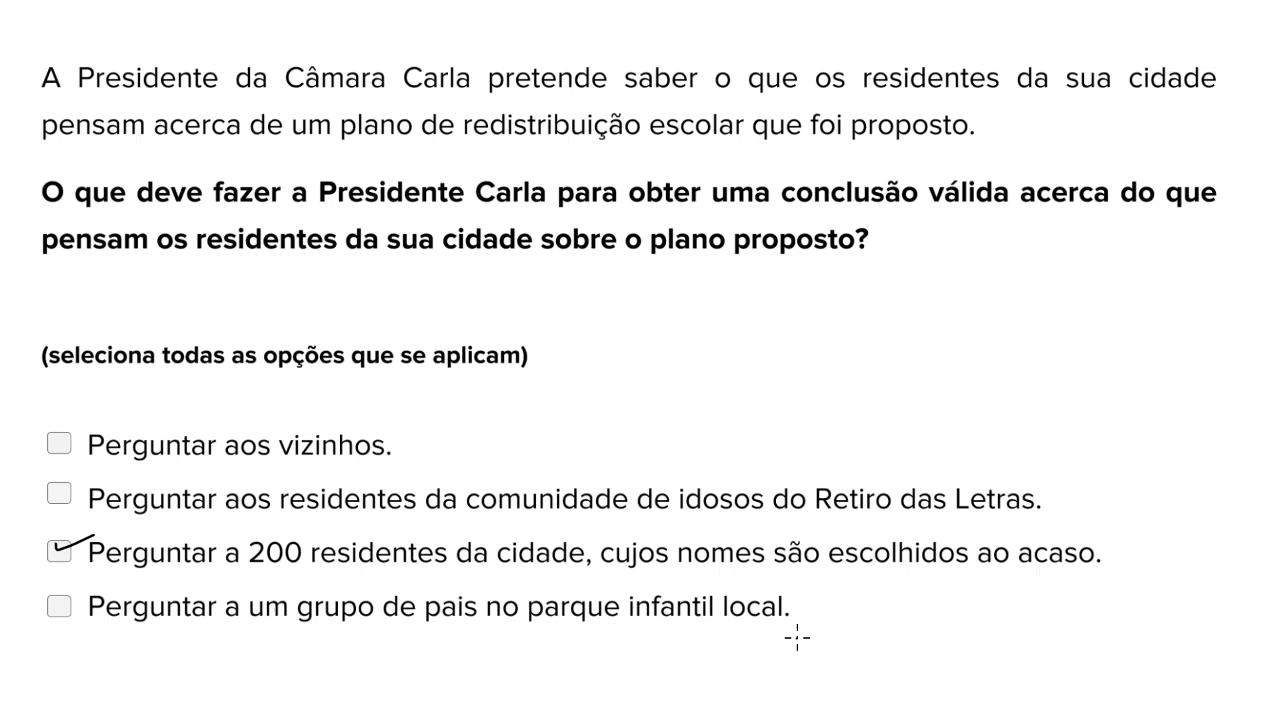 A Presidente da Câmara Carla pretende saber o que os residentes da sua cidade
pensam acerca de um plano de redistribuição escolar que foi proposto.
O que deve fazer a Presidente Carla para obter uma conclusão válida acerca do que
pensam os residentes da sua cidade sobre o plano proposto?
(seleciona todas as opções que se aplicam)
Perguntar aos vizinhos.
Perguntar aos residentes da comunidade de idosos do Retiro das Letras.
Perguntar a 200 residentes da cidade, cujos nomes são escolhidos ao acaso.
Perguntar a um grupo de pais no parque infantil local.